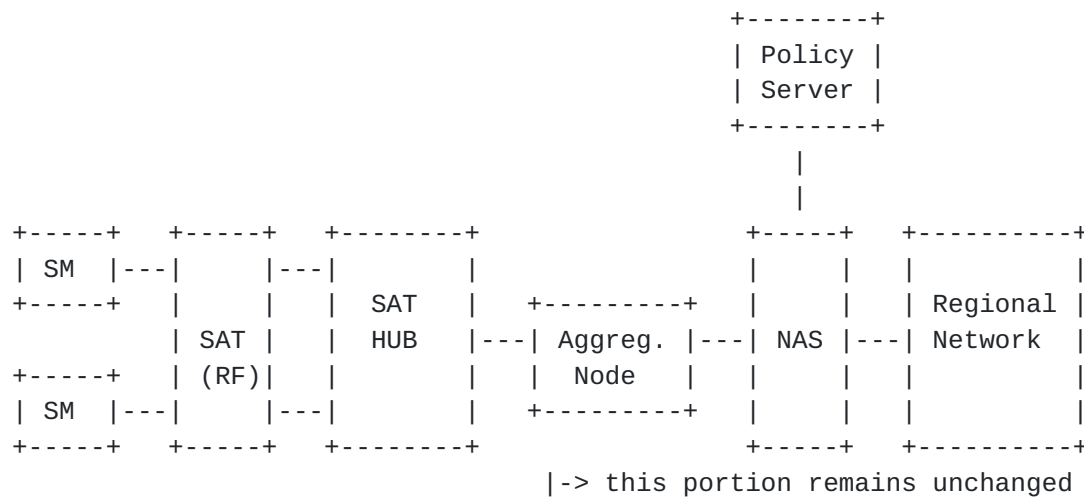 +--------+
                                              | Policy |
                                              | Server |
                                              +--------+
                                                  |
                                                  |
+-----+   +-----+   +--------+                 +-----+   +----------+
| SM  |---|     |---|        |                 |     |   |          |
+-----+   |     |   |  SAT   |   +---------+   |     |   | Regional |
          | SAT |   |  HUB   |---| Aggreg. |---| NAS |---| Network  |
+-----+   | (RF)|   |        |   |  Node   |   |     |   |          |
| SM  |---|     |---|        |   +---------+   |     |   |          |
+-----+   +-----+   +--------+                 +-----+   +----------+
                                  |-> this portion remains unchanged